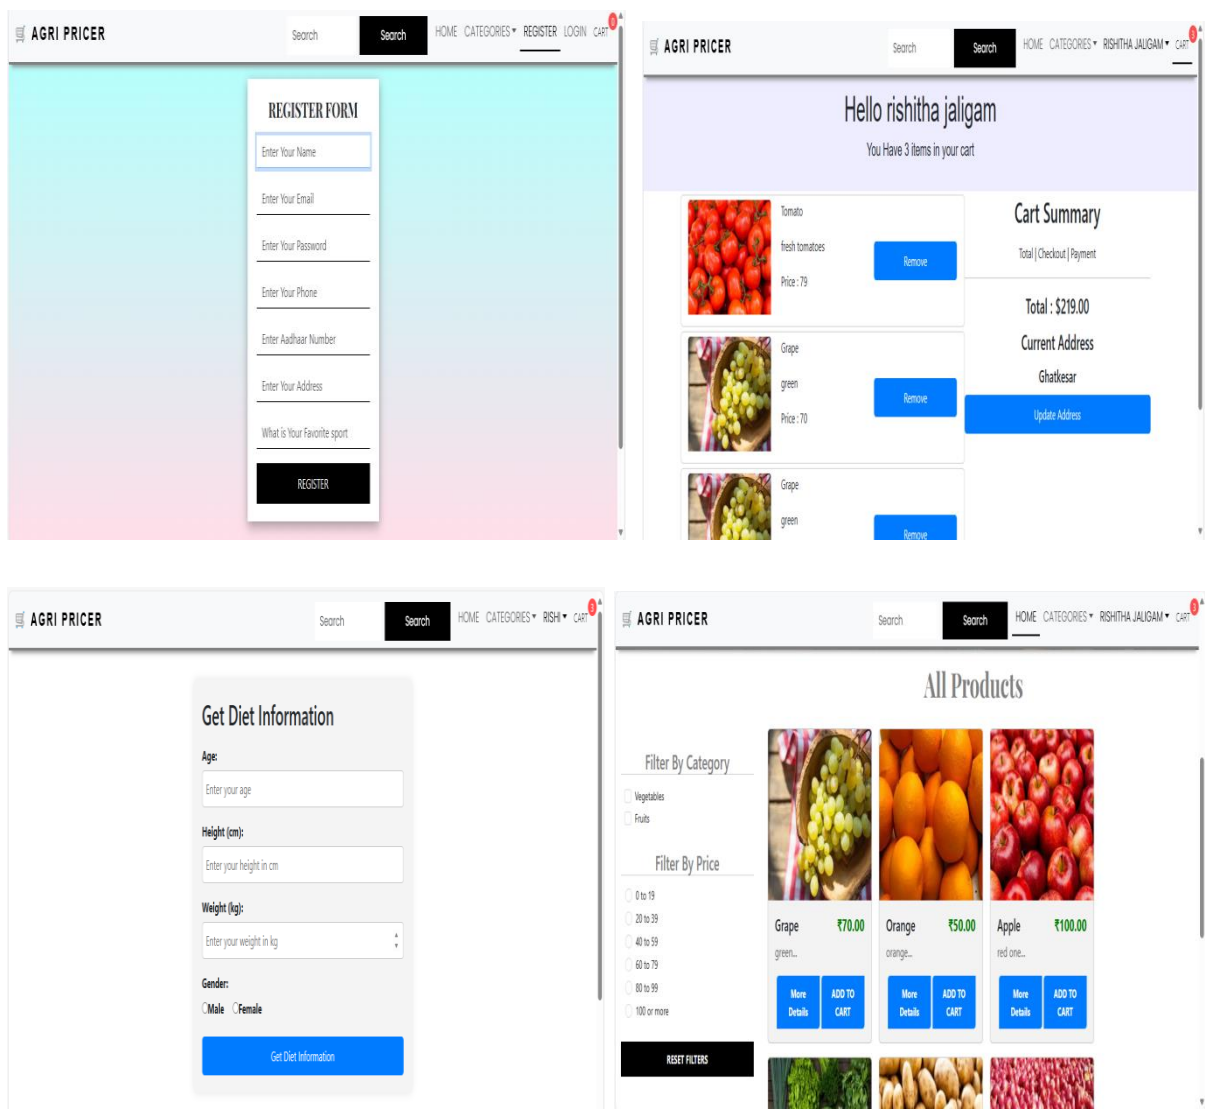 AGRI PRICER
Search Search HOME CATEGORIES REGISTER LOGIN CART 0
REGISTER FORM
Enter Your Name
Enter Your Email
Enter Your Password
Enter Your Phone
Enter Aadhaar Number
Enter Your Address
What is Your Favorite sport
REGISTER
AGRI PRICER
Search Search HOME CATEGORIES RISHITHA JALIGAM CART 3
Hello rishitha jaligam
You Have 3 items in your cart
Tomato
fresh tomatoes
Price : 79
Remove
Grape
green
Price : 70
Remove
Grape
green
Remove
Cart Summary
Total | Checkout | Payment
Total : $219.00
Current Address
Ghatkesar
Update Address
AGRI PRICER
Search Search HOME CATEGORIES RISHI CART 3
Get Diet Information
Age:
Enter your age
Height (cm):
Enter your height in cm
Weight (kg):
Enter your weight in kg
Gender:
Male Female
Get Diet Information
AGRI PRICER
Search Search HOME CATEGORIES RISHITHA JALIGAM CART 3
All Products
Filter By Category
Vegetables
Fruits
Filter By Price
0 to 19
20 to 39
40 to 59
60 to 79
80 to 99
100 or more
RESET FILTERS
Grape ₹70.00
green...
More Details
ADD TO CART
Orange ₹50.00
orange...
More Details
ADD TO CART
Apple ₹100.00
red one...
More Details
ADD TO CART